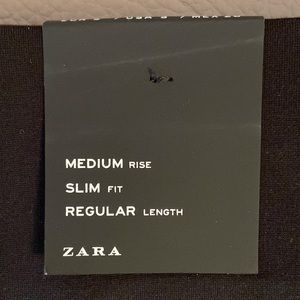 MEDIUM RISE
SLIM FIT
REGULAR LENGTH
ZARA